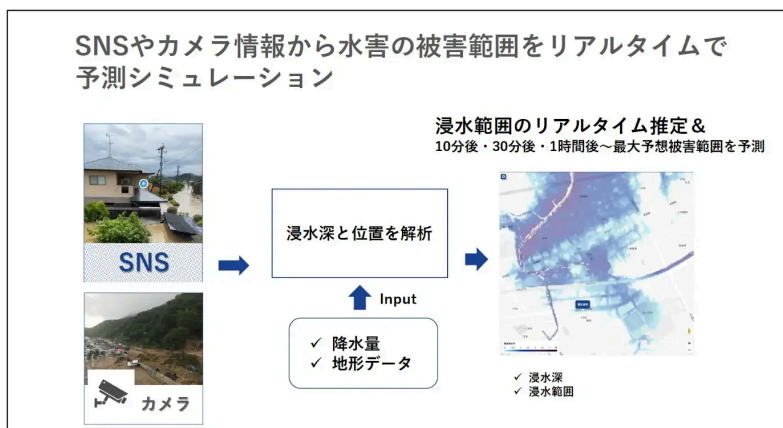 SNSやカメラ情報から水害の被害範囲をリアルタイムで
予測シミュレーション
浸水範囲のリアルタイム推定&
10分後・30分後・1時間後～最大予想被害範囲を予測
SNS
浸水深と位置を解析
Input
✓ 降水量
✓ 地形データ
カメラ
✓ 浸水深
✓ 浸水範囲